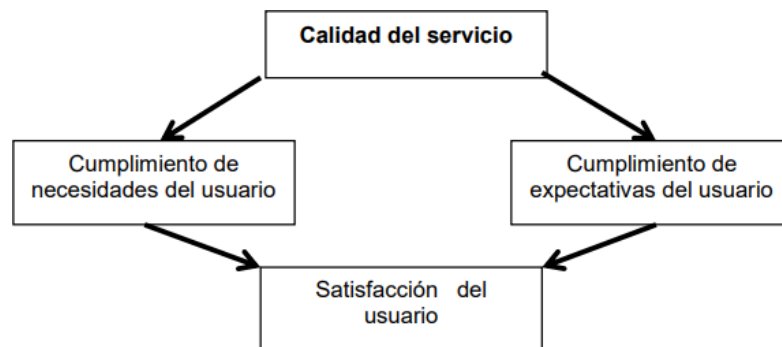 Calidad del servicio
Cumplimiento de
necesidades del usuario
Cumplimiento de
expectativas del usuario
Satisfacción del
usuario